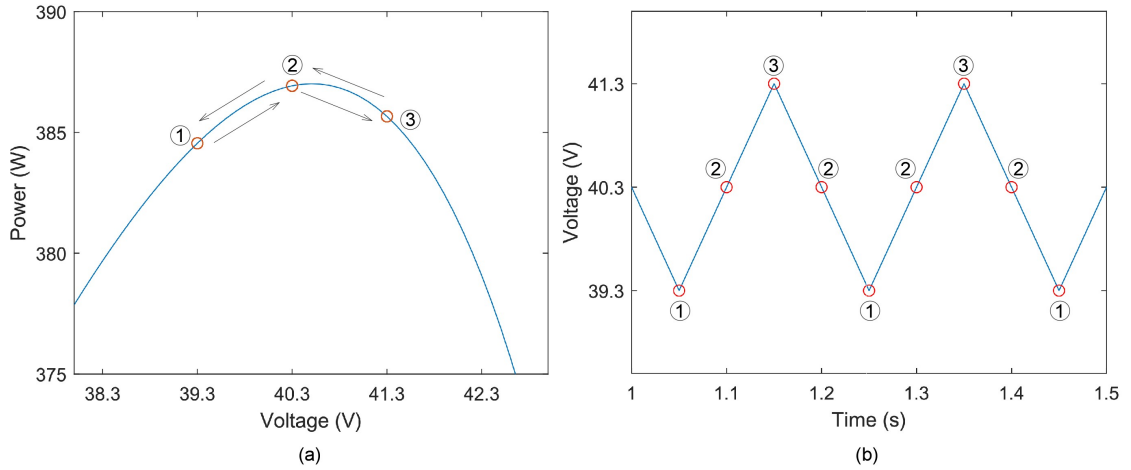 390
385
380
375
Power (W)
①
②
③
38.3 39.3 40.3 41.3 42.3
Voltage (V)
(a)
41.3
40.3
39.3
Voltage (V)
③ ③
② ② ② ②
① ① ①
1 1.1 1.2 1.3 1.4 1.5
Time (s)
(b)